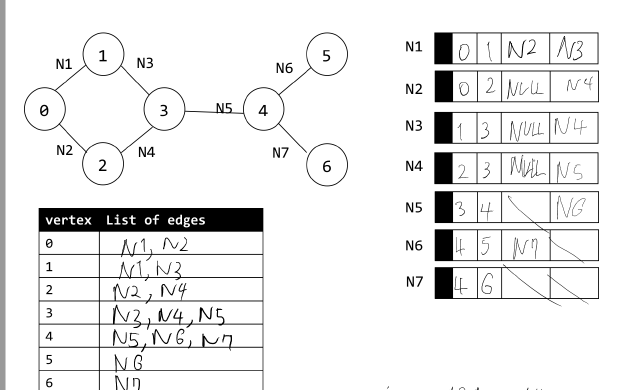 N1 1 N3
0 3 N5 4 N6 5
N2 2 N4 N7 6
N1 0 1 N2 N3
N2 0 2 NULL N4
N3 1 3 NULL N4
N4 2 3 NULL N5
N5 3 4 N6
N6 4 5 N7
N7 4 6
vertex List of edges
0 N1, N2
1 N1, N3
2 N2, N4
3 N3, N4, N5
4 N5, N6, N7
5 N6
6 N7